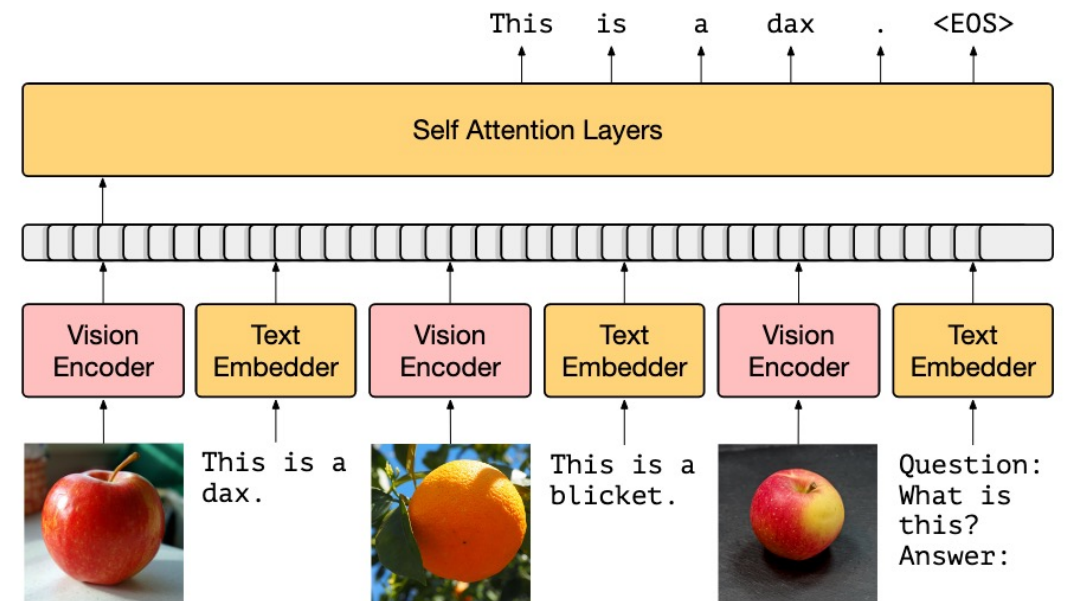 This is a dax . <EOS>
Self Attention Layers
Vision
Encoder
Text
Embedder
Vision
Encoder
Text
Embedder
Vision
Encoder
Text
Embedder
This is a
dax.
This is a
blicket.
Question:
What is
this?
Answer: